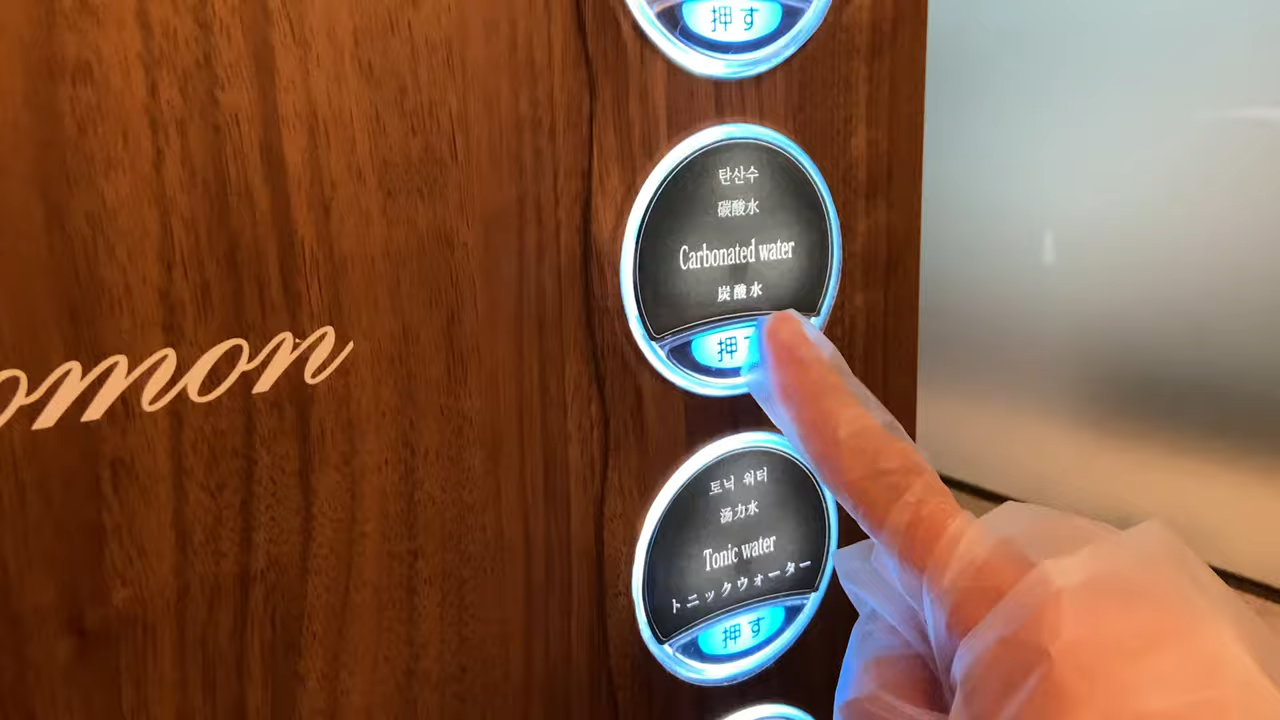 押す
탄산수
碳酸水
Carbonated water
炭酸水
押
omon
토닉 워터
汤力水
Tonic water
トニックウォーター
押す